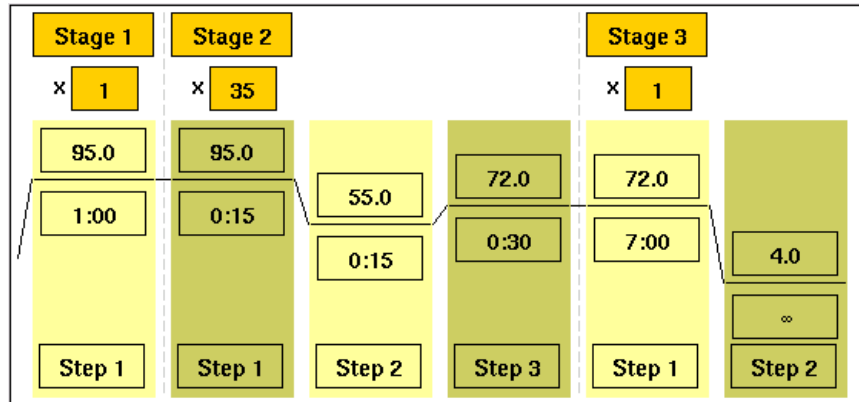 Stage 1 Stage 2 Stage 3
x 1 x 35 x 1
95.0 95.0 55.0 72.0 72.0 4.0
1:00 0:15 0:15 0:30 7:00 ∞
Step 1 Step 1 Step 2 Step 3 Step 1 Step 2